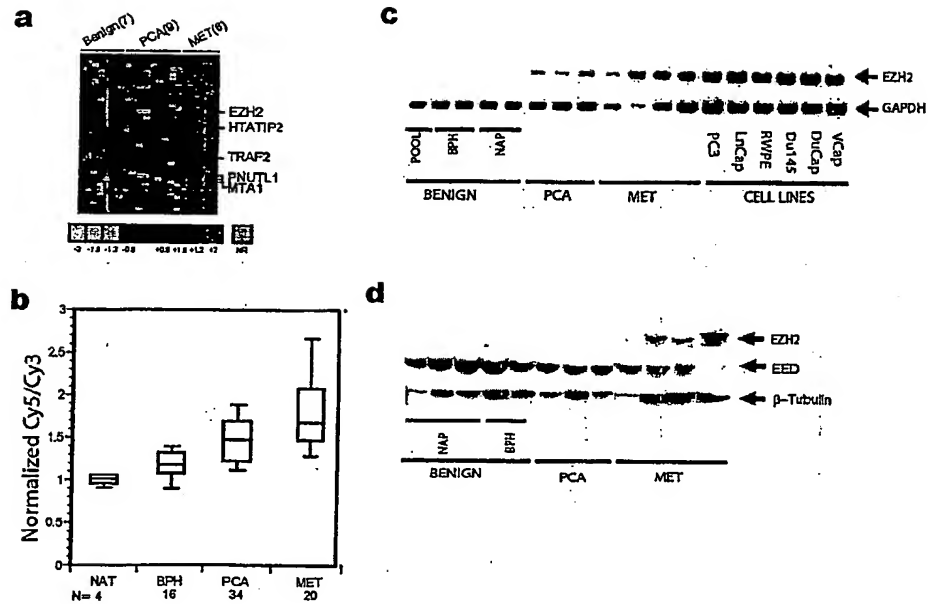 a
Benign(7) PCA(9) MET(6)
EZH2
HTATIP2
TRAF2
PNUTL1
MTA1
NR
b
Normalized Cy5/Cy3
3
2.5
2
1.5
1
0.5
0
NAT BPH PCA MET
N= 4 16 34 20
c
EZH2
GAPDH
POOL BPH NAP PC3 LnCap RWPE Du145 DuCap VCap
BENIGN PCA MET CELL LINES
d
EZH2
EED
β-Tubulin
NAP BPH
BENIGN PCA MET